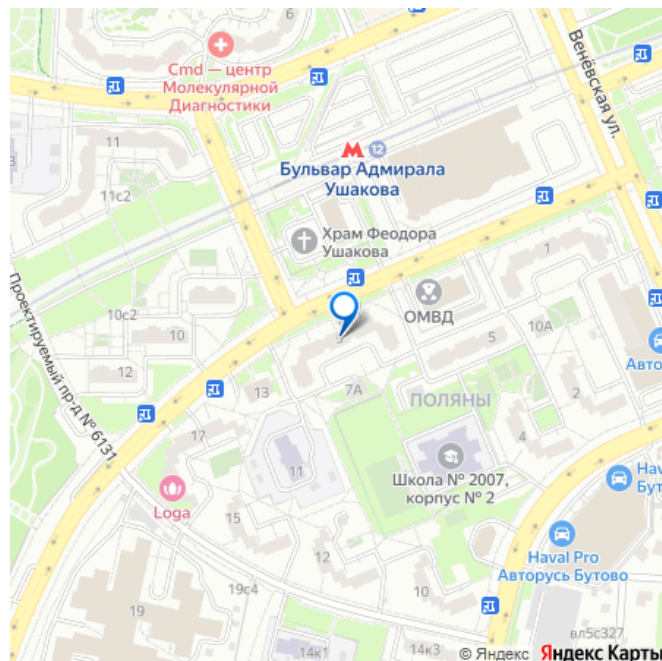 6
Cmd — центр
Молекулярной
Диагностики
Венёвская ул.
11
3
12
Бульвар Адмирала
Ушакова
11с2
Храм Феодора
Ушакова
1
Проектируемый пр-д № 6131
10с2
10
ОМВД
10А
5
Авто
12
13
7А
ПОЛЯНЫ
2
17
4
11
Школа № 2007,
корпус № 2
Hav
Бут
Loga
15
12
Haval Pro
Авторусь Бутово
19с4
10
19
вл5с327
14к1
14к3
© Яндекс
Яндекс Карты